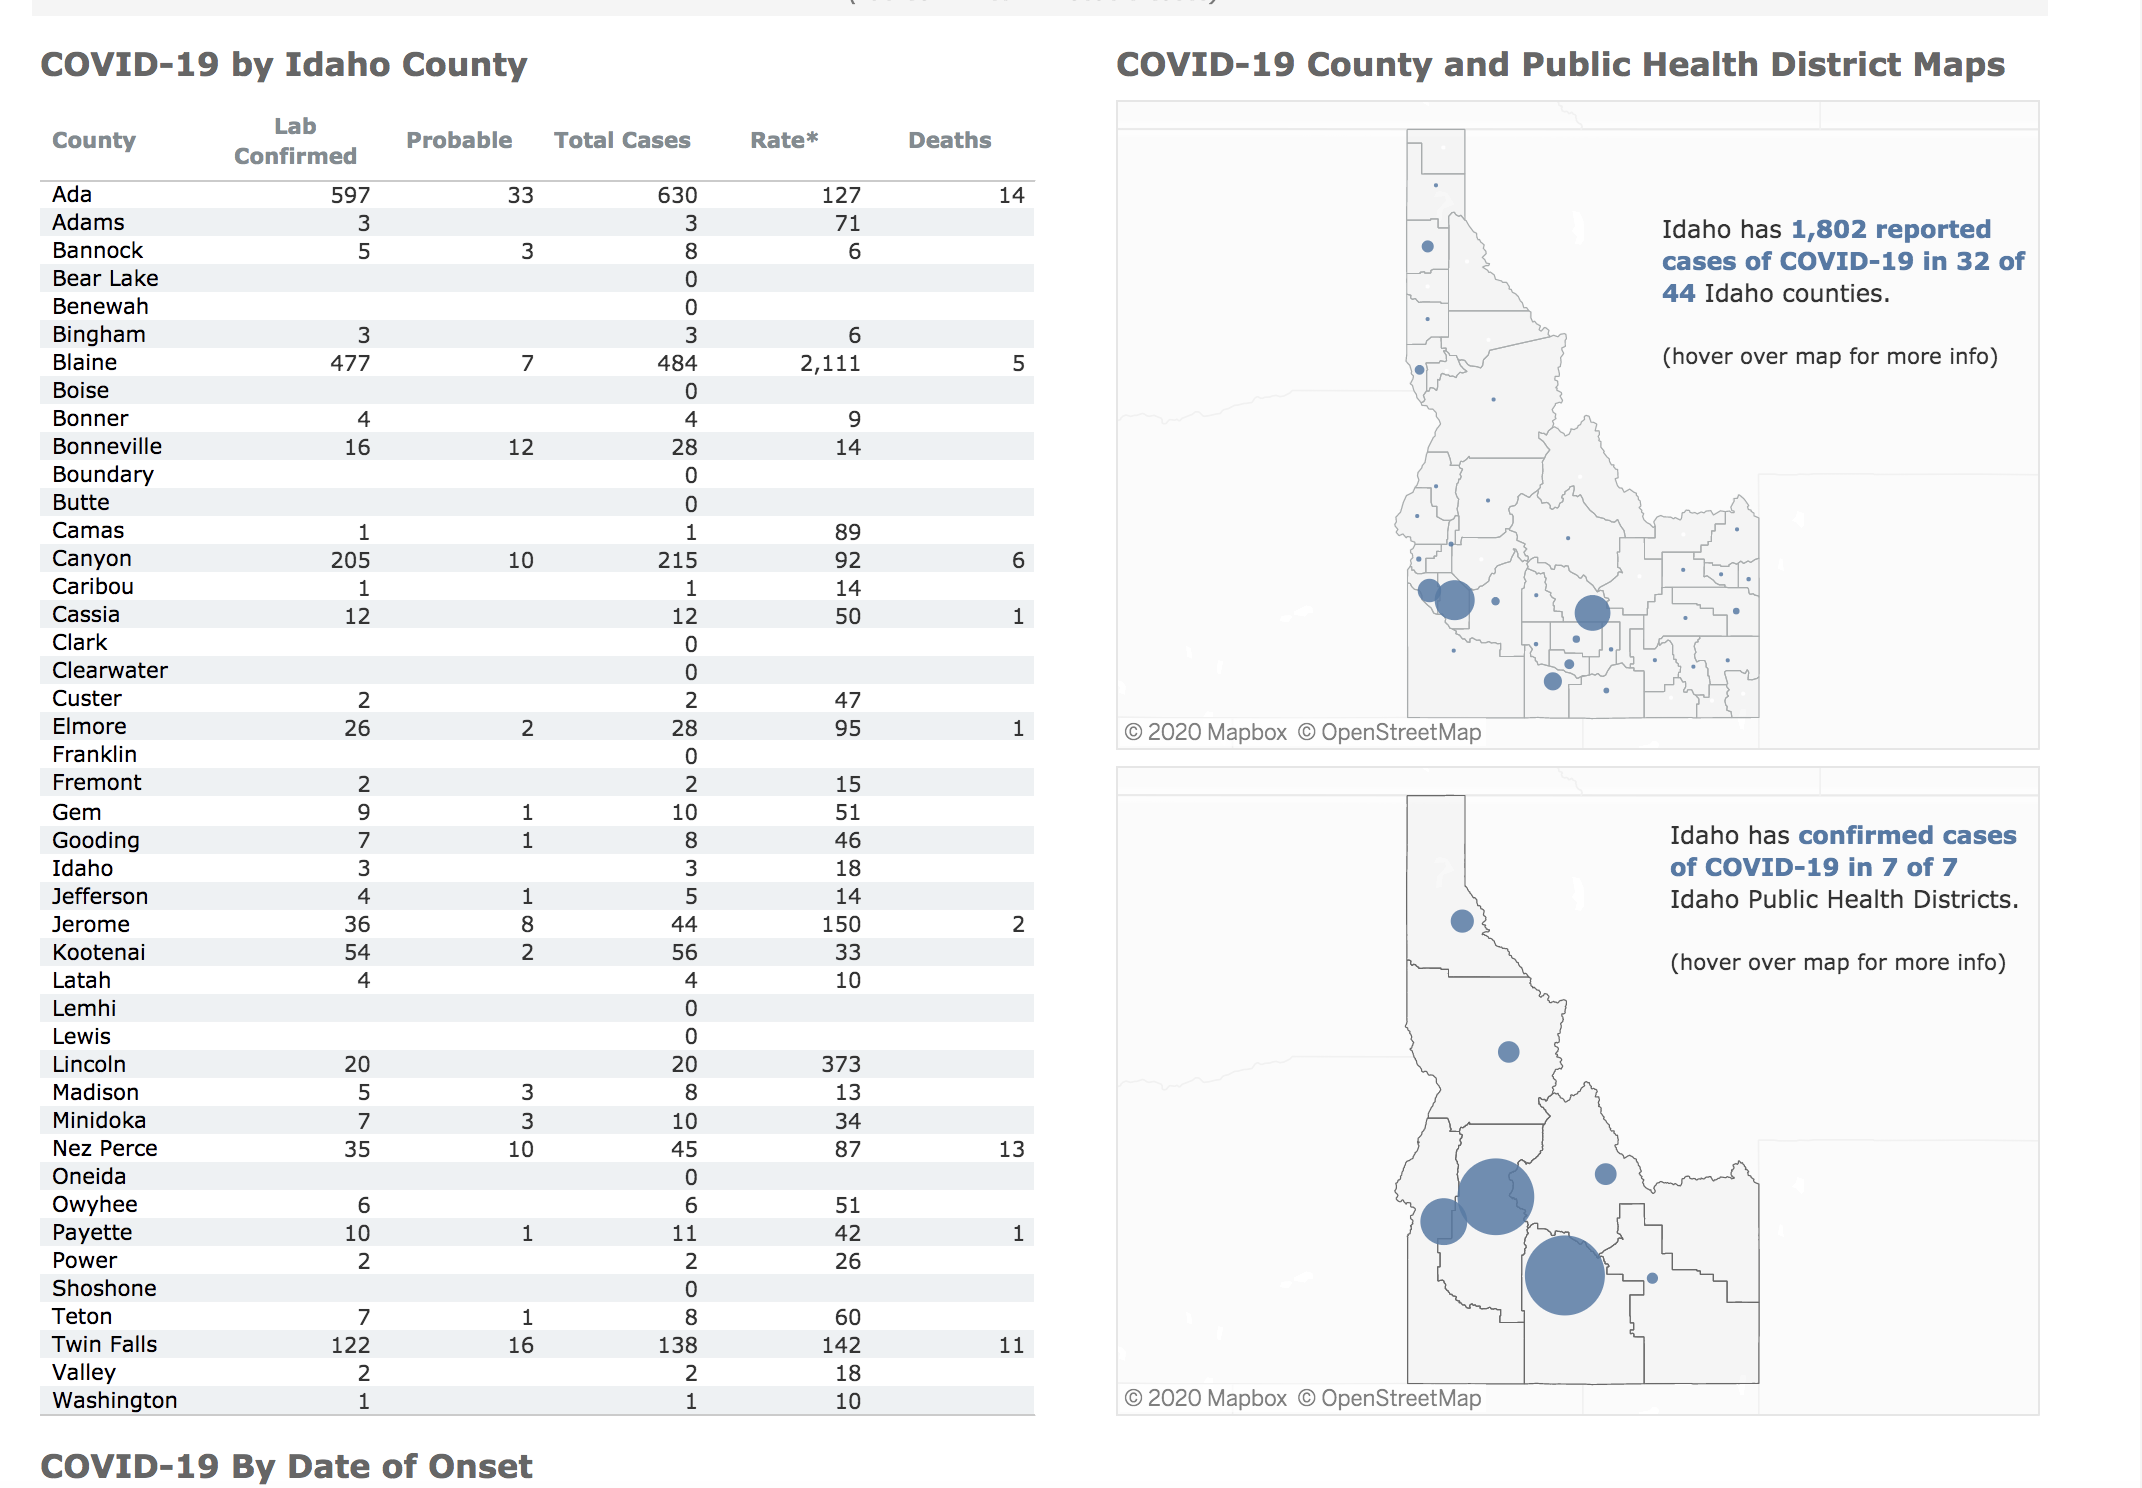 COVID-19 by Idaho County
County Lab Confirmed Probable Total Cases Rate* Deaths
Ada 597 33 630 127 14
Adams 3 3 71
Bannock 5 3 8 6
Bear Lake 0
Benewah 0
Bingham 3 3 6
Blaine 477 7 484 2,111 5
Boise 0
Bonner 4 4 9
Bonneville 16 12 28 14
Boundary 0
Butte 0
Camas 1 1 89
Canyon 205 10 215 92 6
Caribou 1 1 14
Cassia 12 12 50 1
Clark 0
Clearwater 0
Custer 2 2 47
Elmore 26 2 28 95 1
Franklin 0
Fremont 2 2 15
Gem 9 1 10 51
Gooding 7 1 8 46
Idaho 3 3 18
Jefferson 4 1 5 14
Jerome 36 8 44 150 2
Kootenai 54 2 56 33
Latah 4 4 10
Lemhi 0
Lewis 0
Lincoln 20 20 373
Madison 5 3 8 13
Minidoka 7 3 10 34
Nez Perce 35 10 45 87 13
Oneida 0
Owyhee 6 6 51
Payette 10 1 11 42 1
Power 2 2 26
Shoshone 0
Teton 7 1 8 60
Twin Falls 122 16 138 142 11
Valley 2 2 18
Washington 1 1 10
COVID-19 By Date of Onset
COVID-19 County and Public Health District Maps
Idaho has 1,802 reported
cases of COVID-19 in 32 of
44 Idaho counties.
(hover over map for more info)
© 2020 Mapbox © OpenStreetMap
Idaho has confirmed cases
of COVID-19 in 7 of 7
Idaho Public Health Districts.
(hover over map for more info)
© 2020 Mapbox © OpenStreetMap